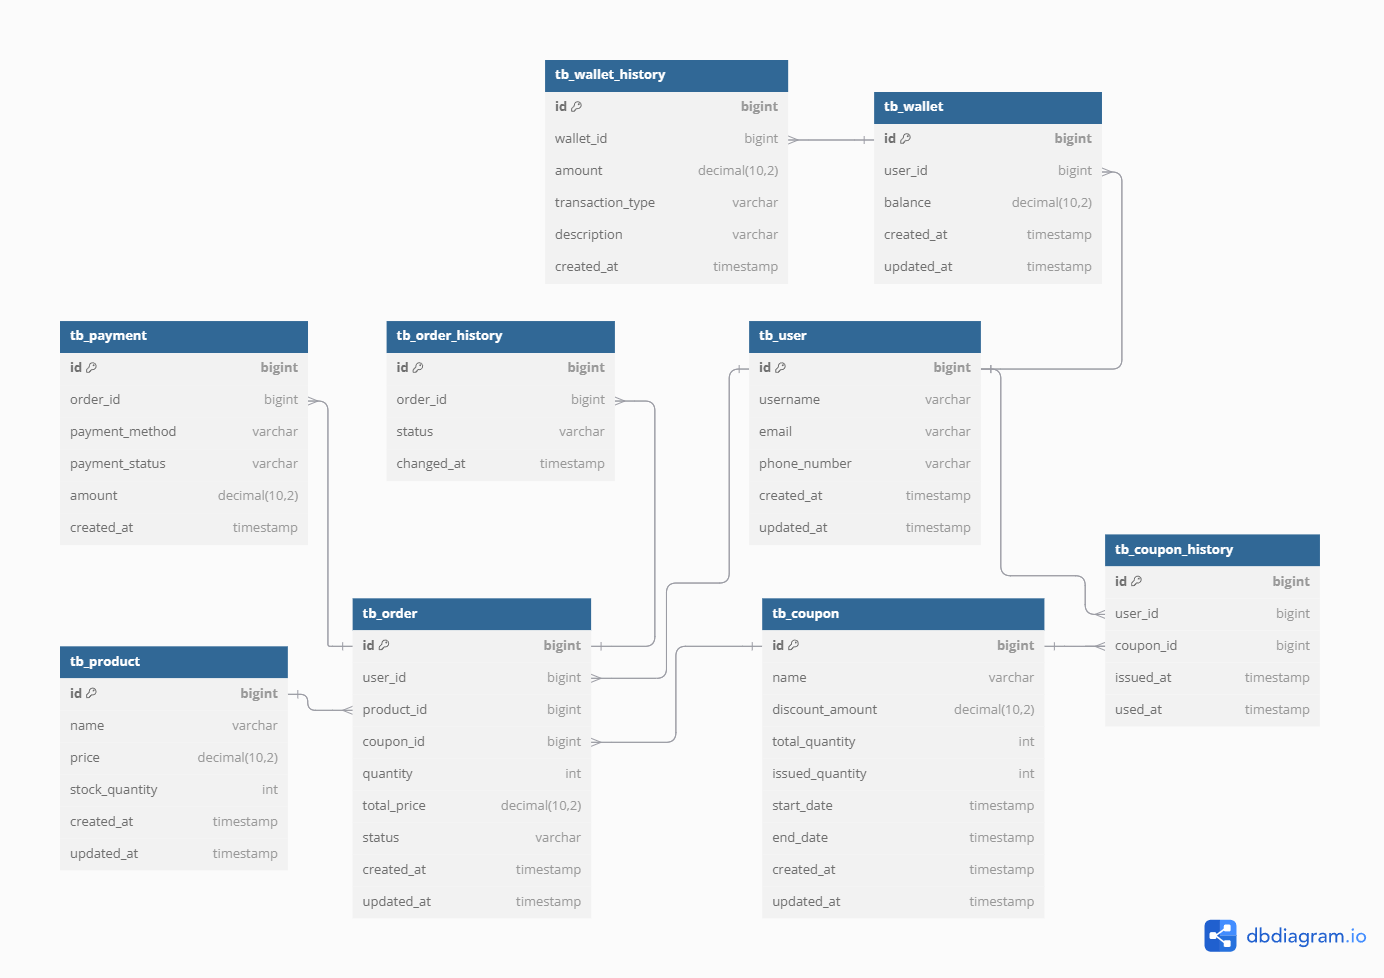 tb_wallet_history
id bigint
wallet_id bigint
amount decimal(10,2)
transaction_type varchar
description varchar
created_at timestamp
tb_wallet
id bigint
user_id bigint
balance decimal(10,2)
created_at timestamp
updated_at timestamp
tb_payment
id bigint
order_id bigint
payment_method varchar
payment_status varchar
amount decimal(10,2)
created_at timestamp
tb_order_history
id bigint
order_id bigint
status varchar
changed_at timestamp
tb_user
id bigint
username varchar
email varchar
phone_number varchar
created_at timestamp
updated_at timestamp
tb_coupon_history
id bigint
user_id bigint
coupon_id bigint
issued_at timestamp
used_at timestamp
tb_product
id bigint
name varchar
price decimal(10,2)
stock_quantity int
created_at timestamp
updated_at timestamp
tb_order
id bigint
user_id bigint
product_id bigint
coupon_id bigint
quantity int
total_price decimal(10,2)
status varchar
created_at timestamp
updated_at timestamp
tb_coupon
id bigint
name varchar
discount_amount decimal(10,2)
total_quantity int
issued_quantity int
start_date timestamp
end_date timestamp
created_at timestamp
updated_at timestamp
dbdiagram.io